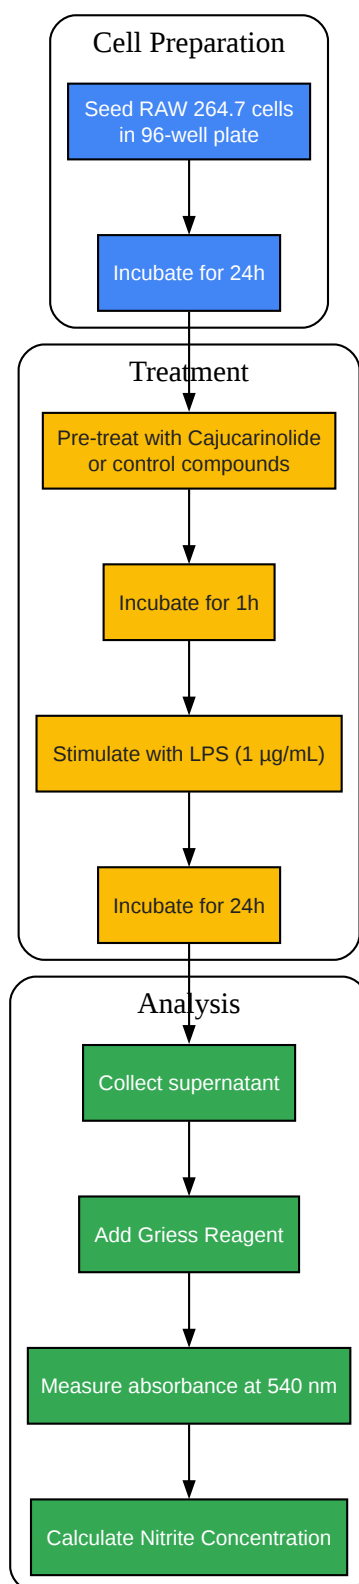 Cell Preparation
Seed RAW 264.7 cells
in 96-well plate
Incubate for 24h
Treatment
Pre-treat with Cajucarinolide
or control compounds
Incubate for 1h
Stimulate with LPS (1 µg/mL)
Incubate for 24h
Analysis
Collect supernatant
Add Griess Reagent
Measure absorbance at 540 nm
Calculate Nitrite Concentration